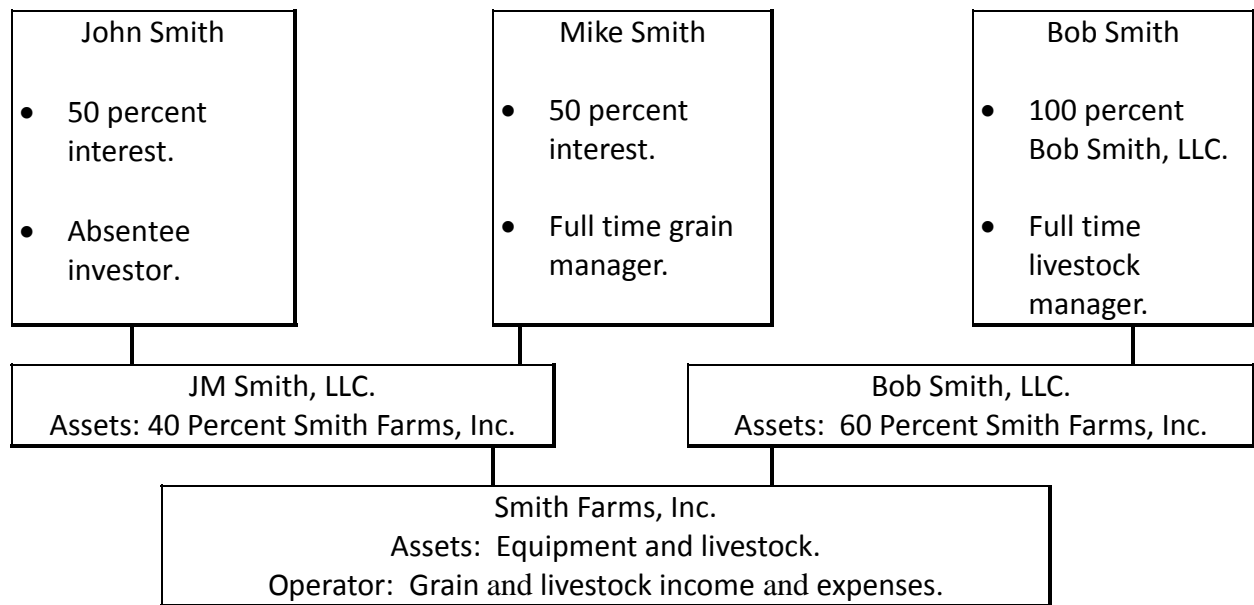 John Smith
• 50 percent
interest.
• Absentee
investor.
Mike Smith
• 50 percent
interest.
• Full time grain
manager.
Bob Smith
• 100 percent
Bob Smith, LLC.
• Full time
livestock
manager.
JM Smith, LLC.
Assets: 40 Percent Smith Farms, Inc.
Bob Smith, LLC.
Assets:  60 Percent Smith Farms, Inc.
Smith Farms, Inc.
Assets:  Equipment and livestock.
Operator:  Grain and livestock income and expenses.